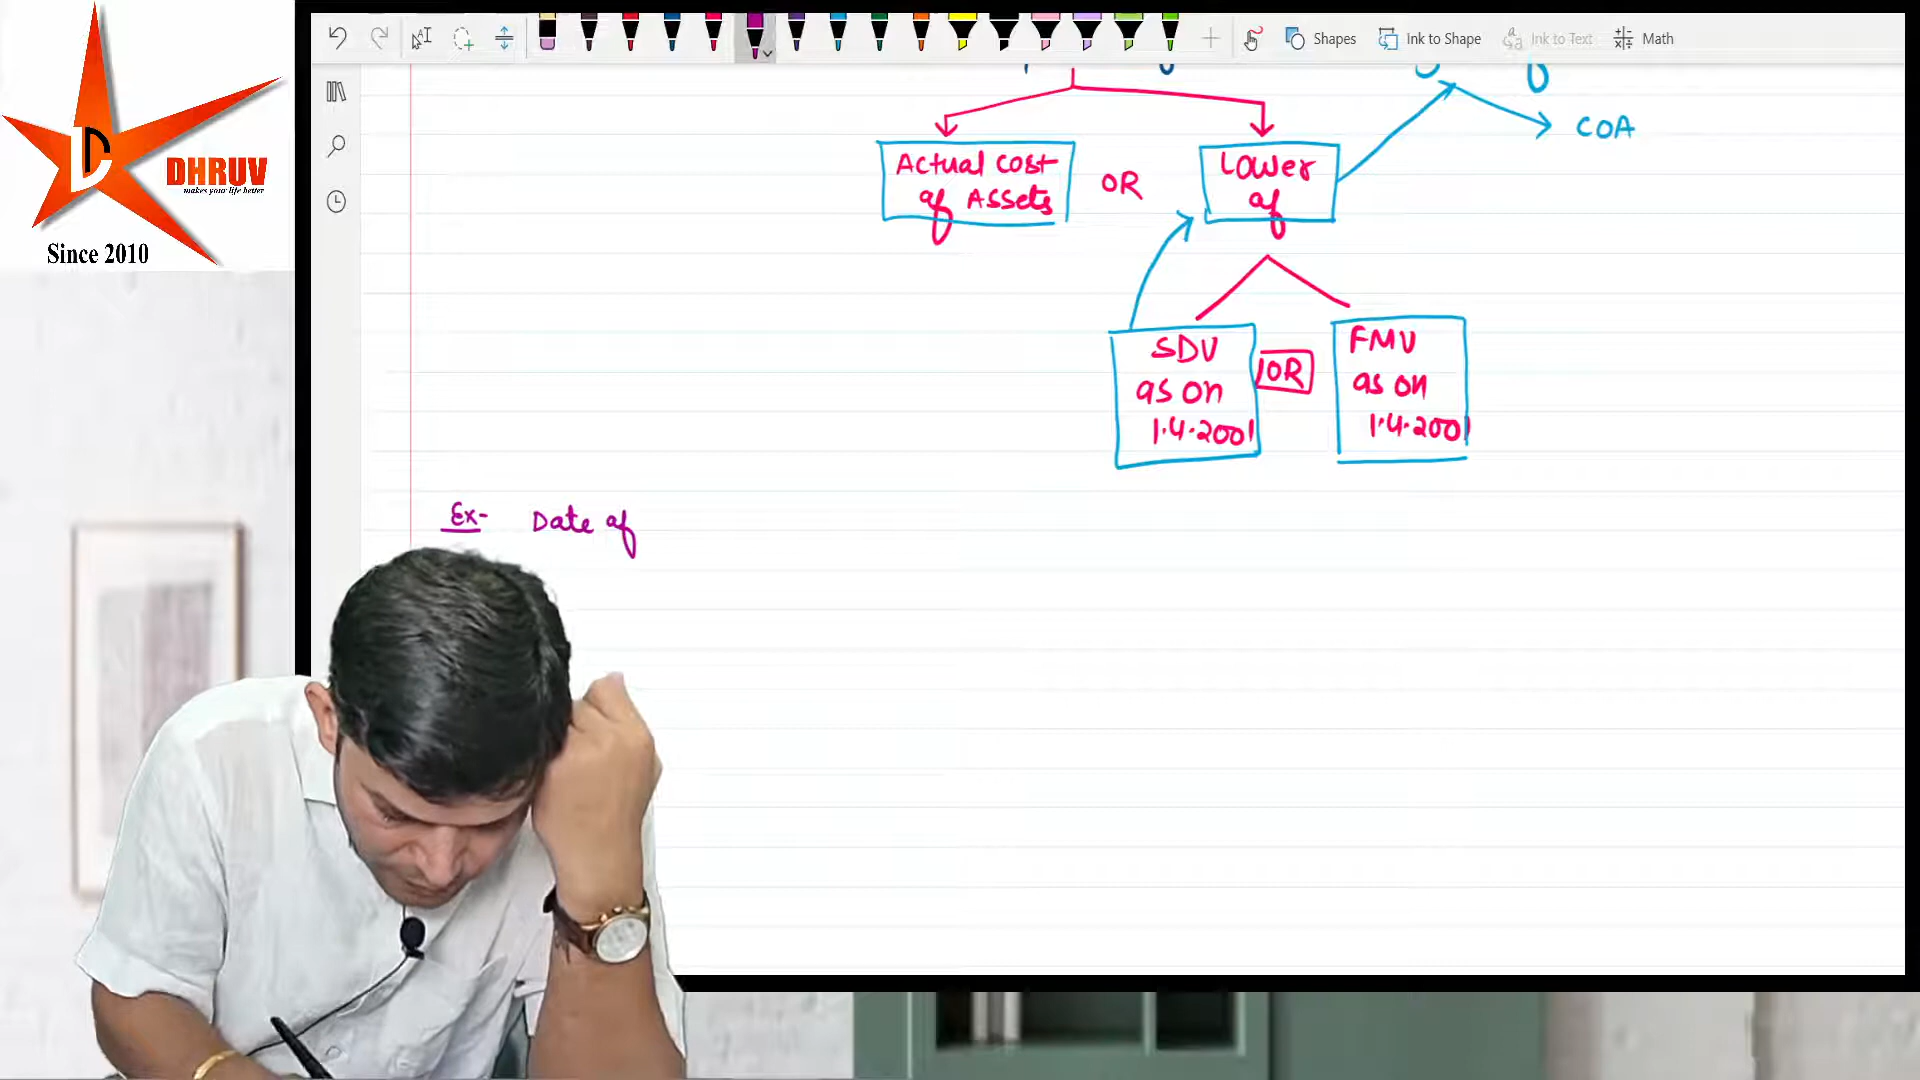 Shapes
Ink to Shape
Ink to Text
Math
DC
DHRUV
makes your life better
Since 2010
COA
Actual Cost
of Assets
OR
Lower
of
SDV
as on
1.4.2001
OR
FMV
as on
1.4.2001
Ex- Date of